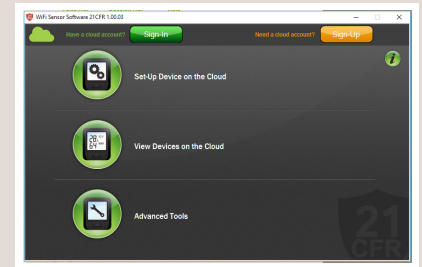 WiFi Sensor Software 21CFR 1.00.03
Have a cloud account? Sign-In Need a cloud account? Sign-Up
Set-Up Device on the Cloud
View Devices on the Cloud
Advanced Tools
21
CFR